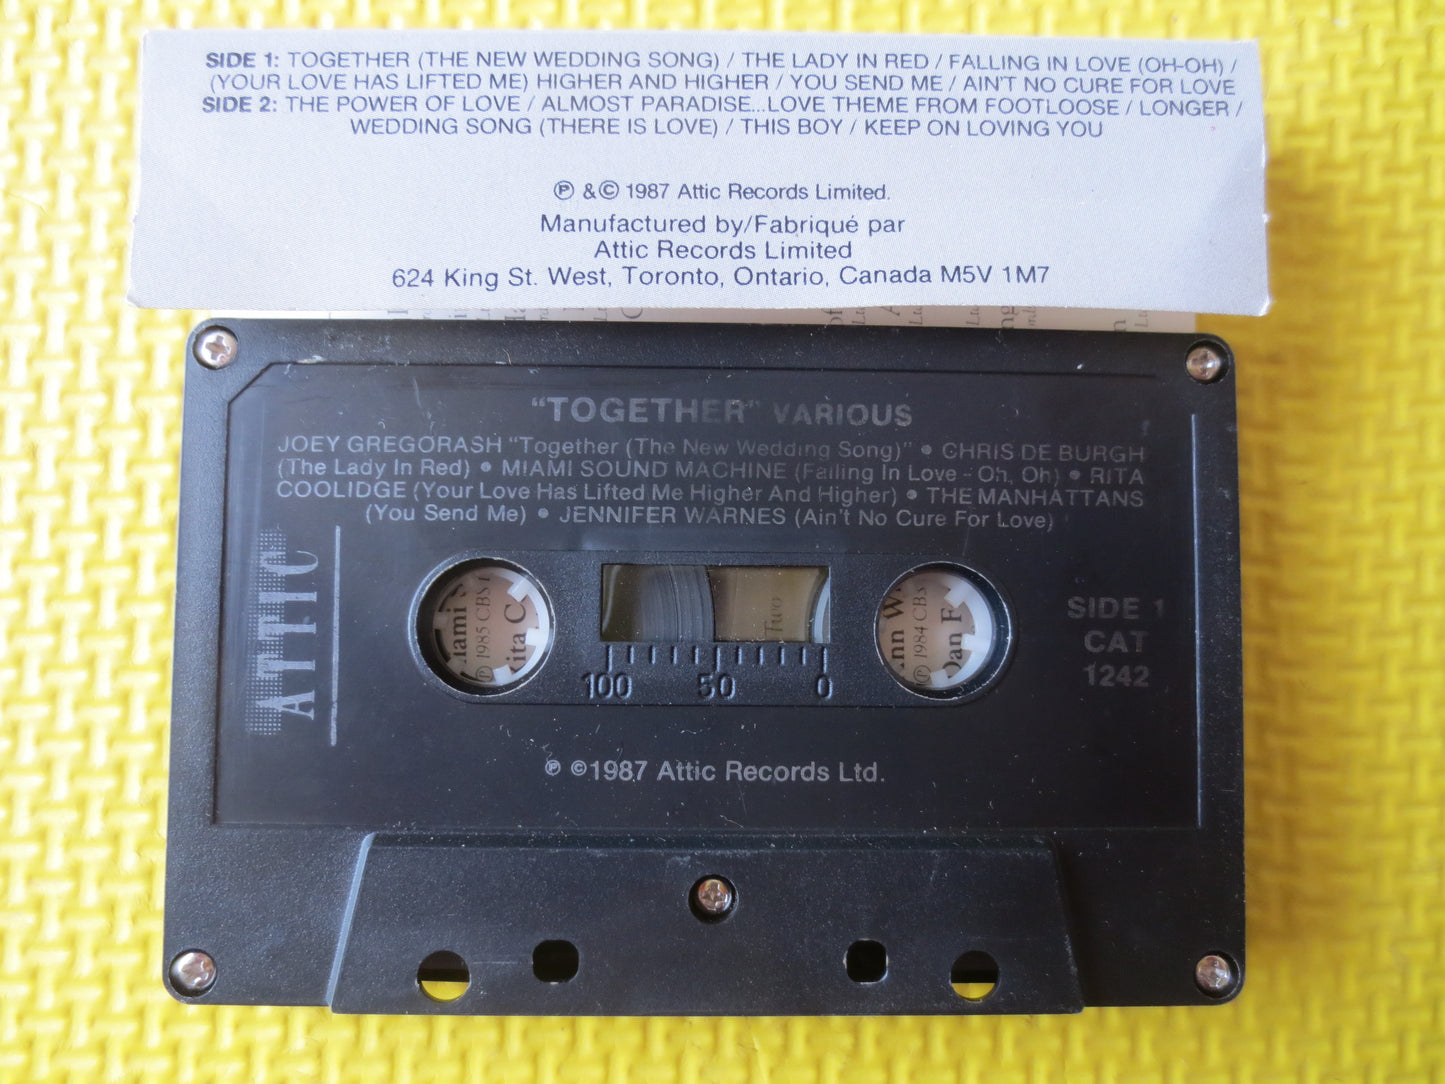 SIDE 1: TOGETHER (THE NEW WEDDING SONG) / THE LADY IN RED / FALLING IN LOVE (OH-OH) /
(YOUR LOVE HAS LIFTED ME) HIGHER AND HIGHER / YOU SEND ME / AIN'T NO CURE FOR LOVE
SIDE 2: THE POWER OF LOVE / ALMOST PARADISE...LOVE THEME FROM FOOTLOOSE / LONGER /
WEDDING SONG (THERE IS LOVE) / THIS BOY / KEEP ON LOVING YOU
℗ & © 1987 Attic Records Limited.
Manufactured by/Fabriqué par
Attic Records Limited
624 King St. West, Toronto, Ontario, Canada M5V 1M7
"TOGETHER" VARIOUS
JOEY GREGORASH "Together (The New Wedding Song)" • CHRIS DE BURGH
(The Lady In Red) • MIAMI SOUND MACHINE (Falling In Love - Oh, Oh) • RITA
COOLIDGE (Your Love Has Lifted Me Higher And Higher) • THE MANHATTANS
(You Send Me) • JENNIFER WARNES (Ain't No Cure For Love)
ATTIC
SIDE 1
CAT
1242
℗ 1985 CBS
Two
℗ 1984 CBS
Dan F
100 50 0
℗ © 1987 Attic Records Ltd.